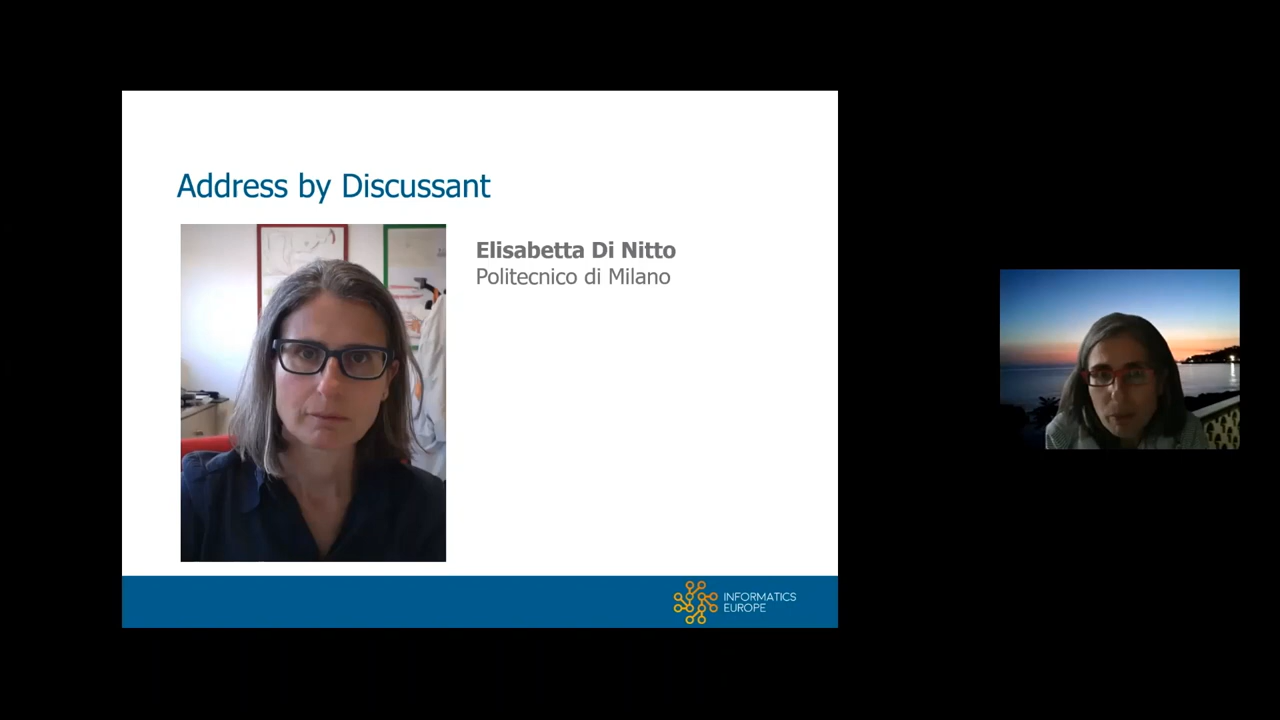 Address by Discussant
Elisabetta Di Nitto
Politecnico di Milano
INFORMATICS
EUROPE